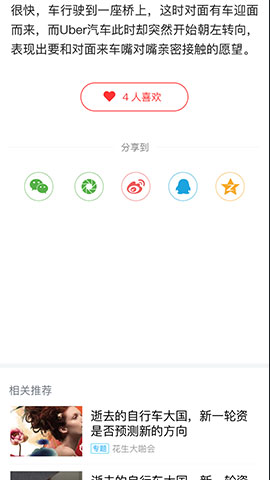 很快，车行驶到一座桥上，这时对面有车迎面
而来，而Uber汽车此时却突然开始朝左转向，
表现出要和对面来车嘴对嘴亲密接触的愿望。
4 人喜欢
分享到
相关推荐
逝去的自行车大国，新一轮资
是否预测新的方向
专题 花生大咖会
逝去的自行车大国，新一轮资